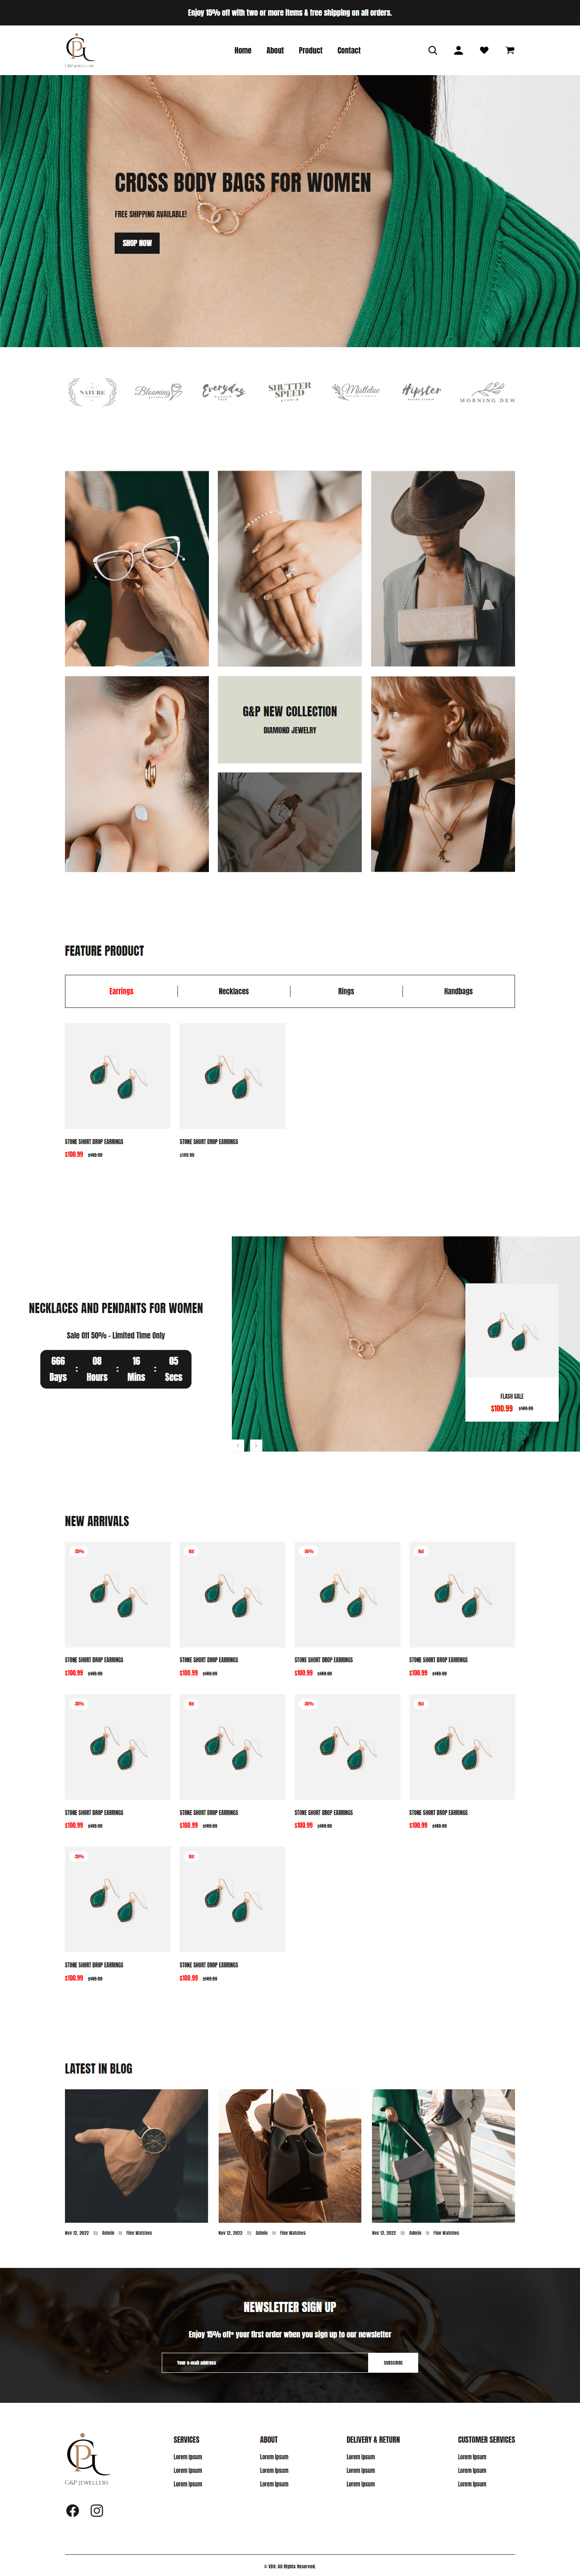 Enjoy 15% off with two or more items & free shipping on all orders.
G&P JEWELLERS
Home About Product Contact
CROSS BODY BAGS FOR WOMEN
FREE SHIPPING AVAILABLE!
SHOP NOW
NATURE
Blooming
Everyday
SHUTTER SPEED
Mistletoe
Hipster
MORNING DEW
G&P NEW COLLECTION
DIAMOND JEWELRY
FEATURE PRODUCT
Earrings Necklaces Rings Handbags
STONE SHORT DROP EARRINGS STONE SHORT DROP EARRINGS
$100.99 $149.99 $149.99
NECKLACES AND PENDANTS FOR WOMEN
Sale Off 50% - Limited Time Only
666 : 08 : 16 : 05
Days Hours Mins Secs
FLASH SALE
$100.99 $149.99
NEW ARRIVALS
-50% Hot -50% Hot
STONE SHORT DROP EARRINGS STONE SHORT DROP EARRINGS STONE SHORT DROP EARRINGS STONE SHORT DROP EARRINGS
$100.99 $149.99 $100.99 $149.99 $100.99 $149.99 $100.99 $149.99
-50% Hot -50% Hot
STONE SHORT DROP EARRINGS STONE SHORT DROP EARRINGS STONE SHORT DROP EARRINGS STONE SHORT DROP EARRINGS
$100.99 $149.99 $100.99 $149.99 $100.99 $149.99 $100.99 $149.99
-50% Hot
STONE SHORT DROP EARRINGS STONE SHORT DROP EARRINGS
$100.99 $149.99 $100.99 $149.99
LATEST IN BLOG
Nov 12, 2022 Admin Fine Watches Nov 12, 2022 Admin Fine Watches Nov 12, 2022 Admin Fine Watches
NEWSLETTER SIGN UP
Enjoy 15% off* your first order when you sign up to our newsletter
Your e-mail address SUBSCRIBE
G&P JEWELLERS
SERVICES
Lorem Ipsum
Lorem Ipsum
Lorem Ipsum
ABOUT
Lorem Ipsum
Lorem Ipsum
Lorem Ipsum
DELIVERY & RETURN
Lorem Ipsum
Lorem Ipsum
Lorem Ipsum
CUSTOMER SERVICES
Lorem Ipsum
Lorem Ipsum
Lorem Ipsum
All Rights Reserved.